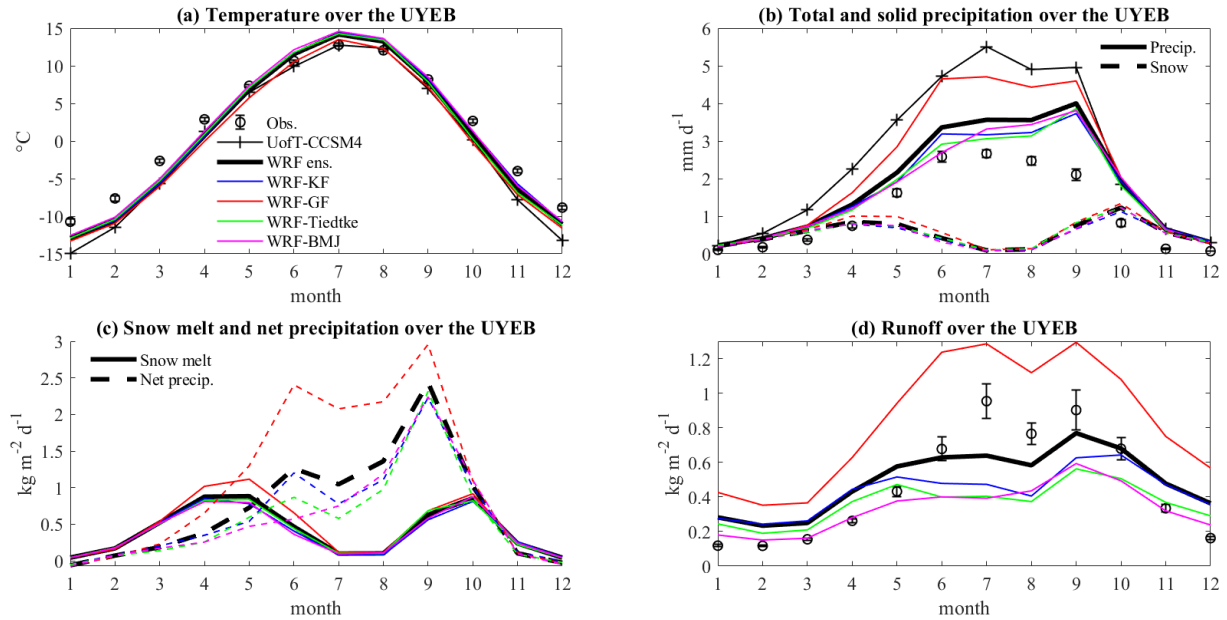 (a) Temperature over the UYEB
15
10
5
0
-5
-10
-15
°C
Obs.
UofT-CCSM4
WRF ens.
WRF-KF
WRF-GF
WRF-Tiedtke
WRF-BMJ
1 2 3 4 5 6 7 8 9 10 11 12
month
(b) Total and solid precipitation over the UYEB
6
5
4
3
2
1
0
mm d⁻¹
Precip.
Snow
1 2 3 4 5 6 7 8 9 10 11 12
month
(c) Snow melt and net precipitation over the UYEB
3
2.5
2
1.5
1
0.5
0
kg m⁻² d⁻¹
Snow melt
Net precip.
1 2 3 4 5 6 7 8 9 10 11 12
month
(d) Runoff over the UYEB
1.2
1
0.8
0.6
0.4
0.2
0
kg m⁻² d⁻¹
1 2 3 4 5 6 7 8 9 10 11 12
month